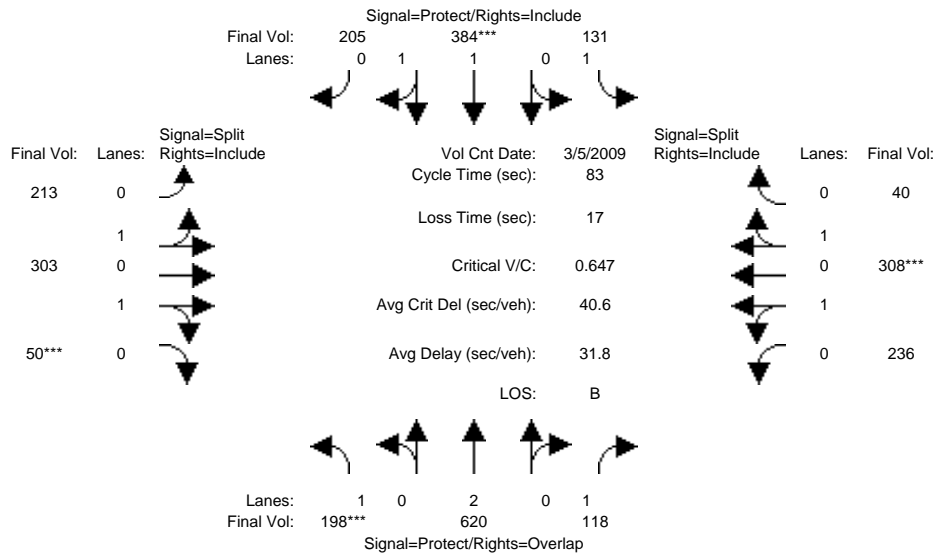 Signal=Protect/Rights=Include
Final Vol: 205 384*** 131
Lanes: 0 1 1 0 1
Signal=Split Signal=Split
Final Vol: Lanes: Rights=Include Vol Cnt Date: 3/5/2009 Rights=Include Lanes: Final Vol:
Cycle Time (sec): 83
213 0 0 40
Loss Time (sec): 17
1 1
303 0 Critical V/C: 0.647 0 308***
1 Avg Crit Del (sec/veh): 40.6 1
50*** 0 Avg Delay (sec/veh): 31.8 0 236
LOS: B
Lanes: 1 0 2 0 1
Final Vol: 198*** 620 118
Signal=Protect/Rights=Overlap